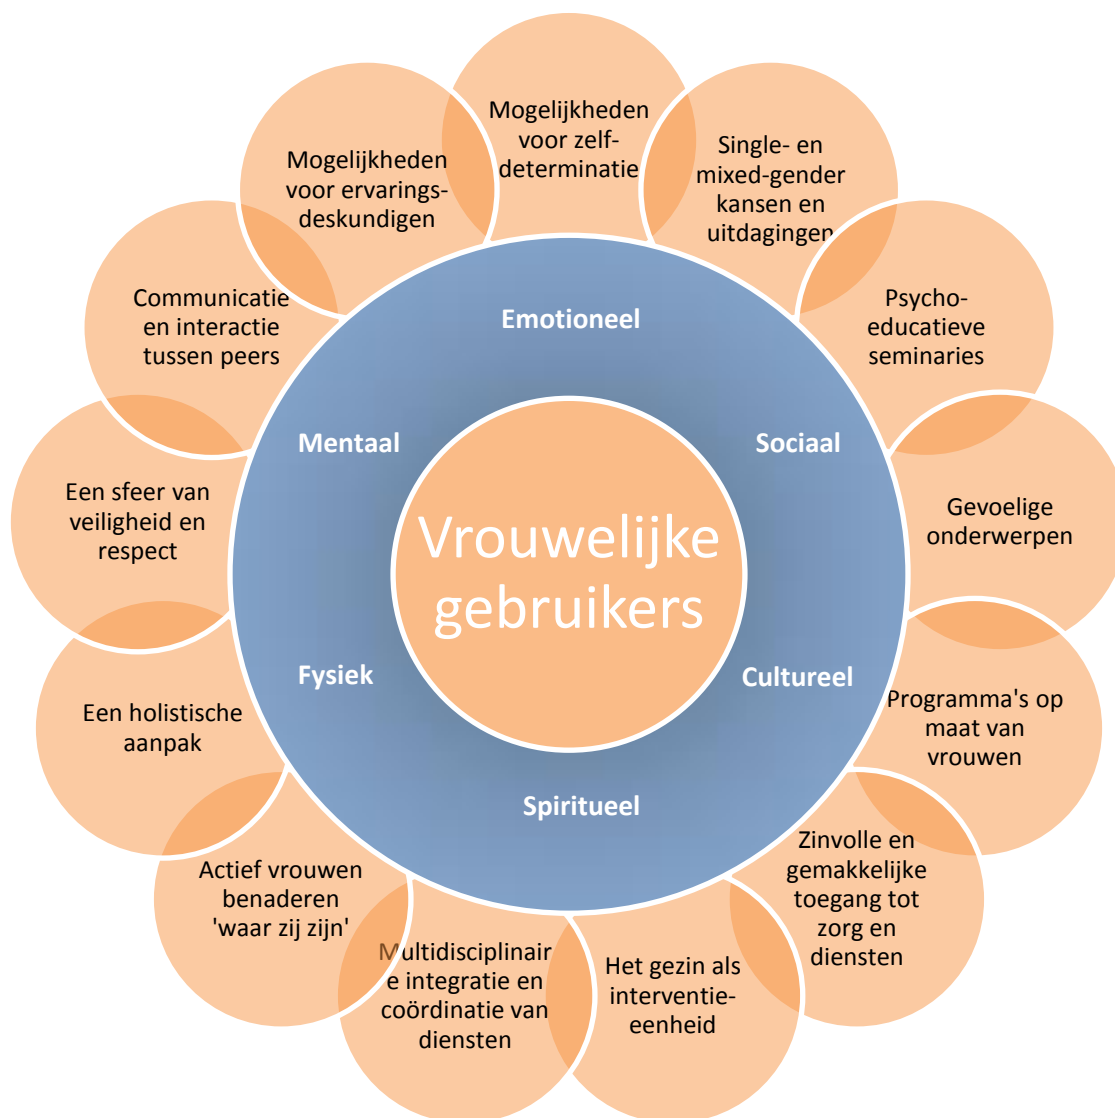 Mogelijkheden
voor zelf-
determinatie
Single- en
mixed-gender
kansen en
uitdagingen
Psycho-
educatieve
seminaries
Gevoelige
onderwerpen
Programma's op
maat van
vrouwen
Zinvolle en
gemakkelijke
toegang tot
zorg en
diensten
Het gezin als
interventie-
eenheid
Multidisciplinair
e integratie en
coördinatie van
diensten
Actief vrouwen
benaderen
'waar zij zijn'
Een holistische
aanpak
Een sfeer van
veiligheid en
respect
Communicatie
en interactie
tussen peers
Mogelijkheden
voor ervarings-
deskundigen
Emotioneel
Sociaal
Cultureel
Spiritueel
Fysiek
Mentaal
Vrouwelijke
gebruikers